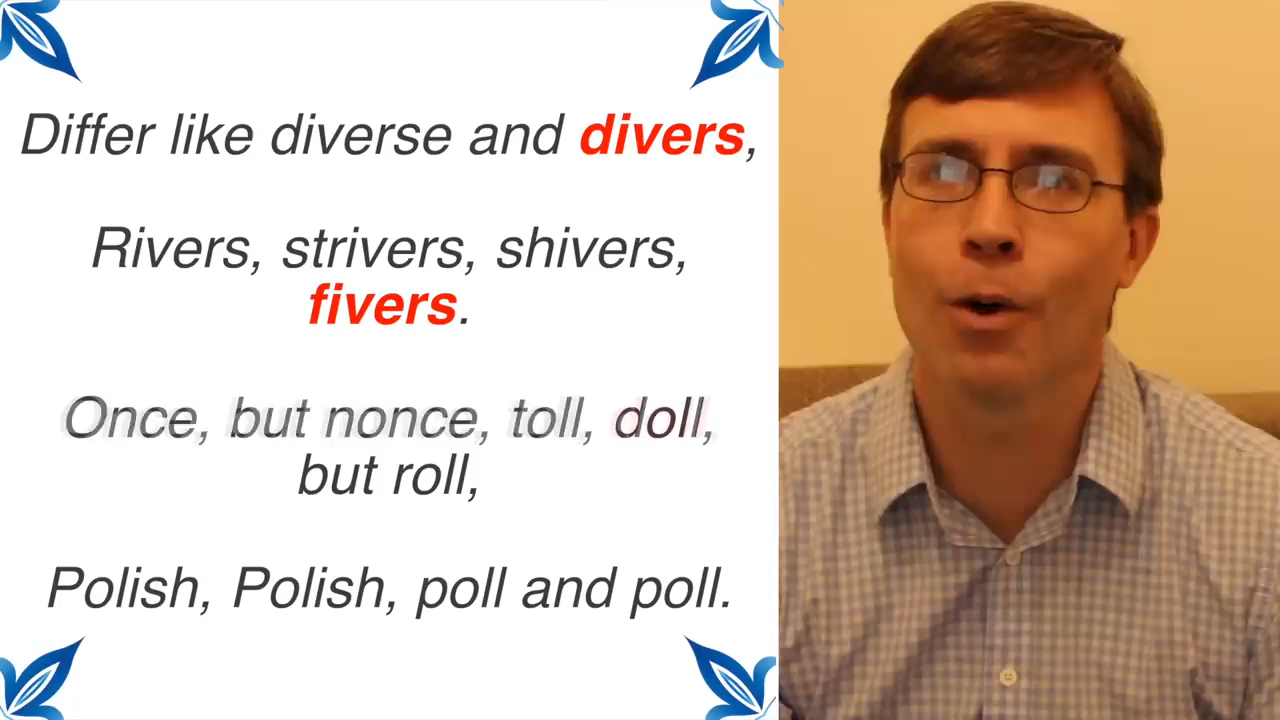 Differ like diverse and divers,
Rivers, strivers, shivers,
fivers.
Once, but nonce, toll, doll,
but roll,
Polish, Polish, poll and poll.